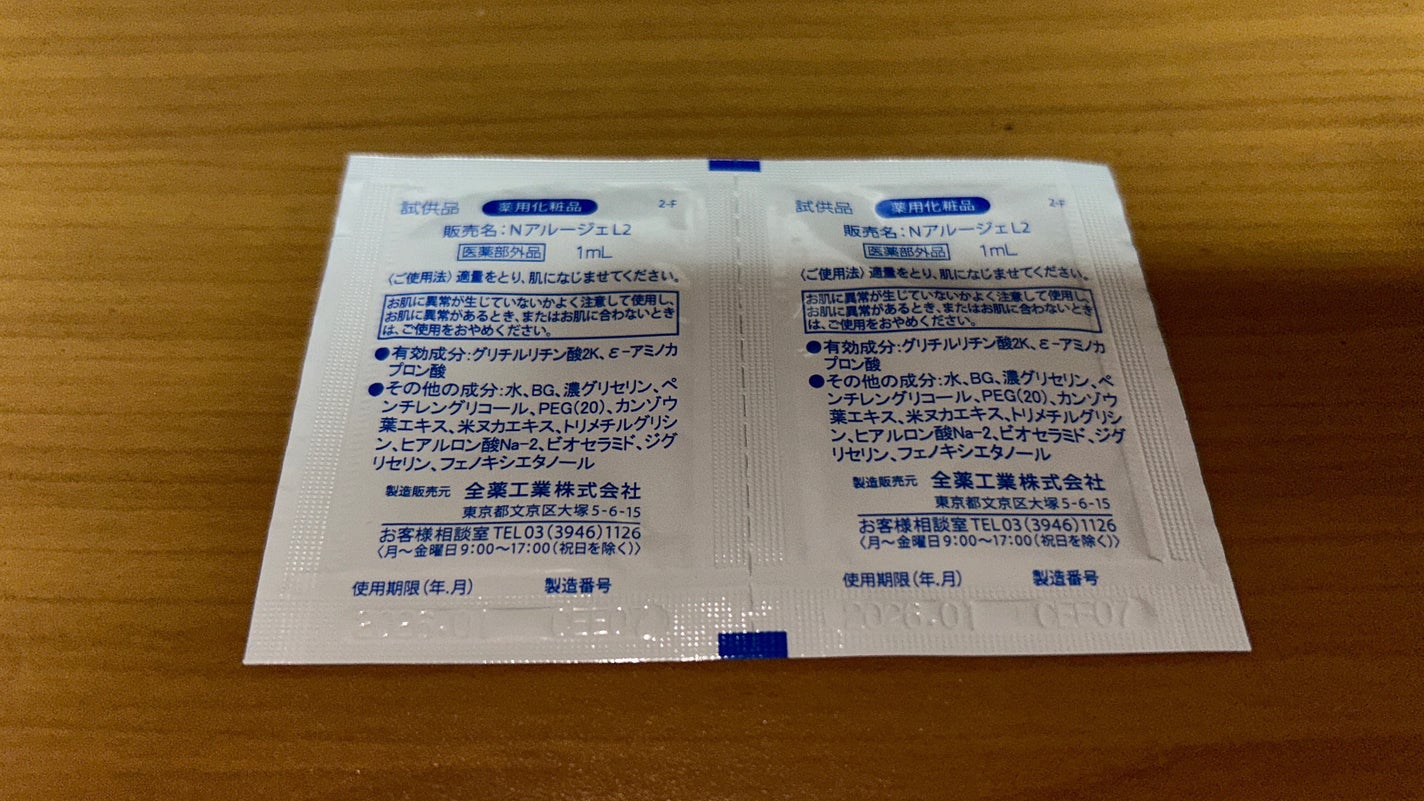 試供品 薬用化粧品 2-F
販売名：NアルージェL2
医薬部外品 1mL
〈ご使用法〉適量をとり、肌になじませてください。
お肌に異常が生じていないかよく注意して使用し、
お肌に異常があるとき、またはお肌に合わないとき
は、ご使用をおやめください。
●有効成分：グリチルリチン酸2K、ε-アミノカ
プロン酸
●その他の成分：水、BG、濃グリセリン、ペ
ンチレングリコール、PEG(20)、カンゾウ
葉エキス、米ヌカエキス、トリメチルグリシ
ン、ヒアルロン酸Na-2、ビオセラミド、ジグ
リセリン、フェノキシエタノール
製造販売元 全薬工業株式会社
東京都文京区大塚5-6-15
お客様相談室 TEL 03(3946)1126
〈月～金曜日9:00～17:00(祝日を除く)〉
使用期限(年.月) 製造番号
試供品 薬用化粧品 2-F
販売名：NアルージェL2
医薬部外品 1mL
〈ご使用法〉適量をとり、肌になじませてください。
お肌に異常が生じていないかよく注意して使用し、
お肌に異常があるとき、またはお肌に合わないとき
は、ご使用をおやめください。
●有効成分：グリチルリチン酸2K、ε-アミノカ
プロン酸
●その他の成分：水、BG、濃グリセリン、ペ
ンチレングリコール、PEG(20)、カンゾウ
葉エキス、米ヌカエキス、トリメチルグリシ
ン、ヒアルロン酸Na-2、ビオセラミド、ジグ
リセリン、フェノキシエタノール
製造販売元 全薬工業株式会社
東京都文京区大塚5-6-15
お客様相談室 TEL 03(3946)1126
〈月～金曜日9:00～17:00(祝日を除く)〉
使用期限(年.月) 製造番号